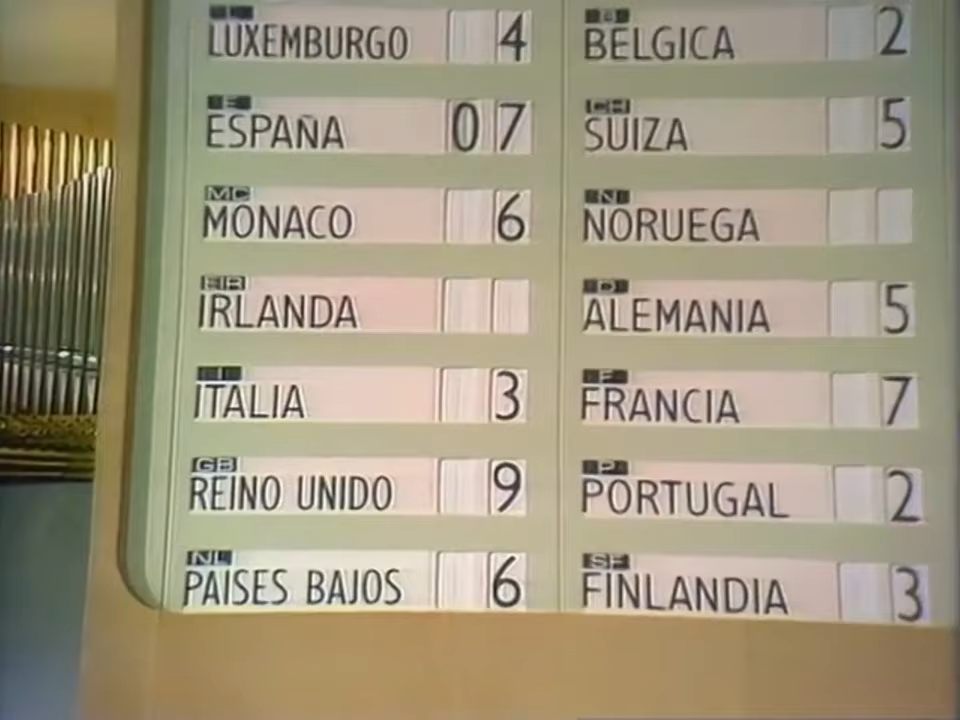 L
LUXEMBURGO 4
E
ESPAÑA 07
MC
MONACO 6
EIR
IRLANDA
I
ITALIA 3
GB
REINO UNIDO 9
NL
PAISES BAJOS 6
B
BELGICA 2
CH
SUIZA 5
N
NORUEGA
D
ALEMANIA 5
F
FRANCIA 7
P
PORTUGAL 2
SF
FINLANDIA 3